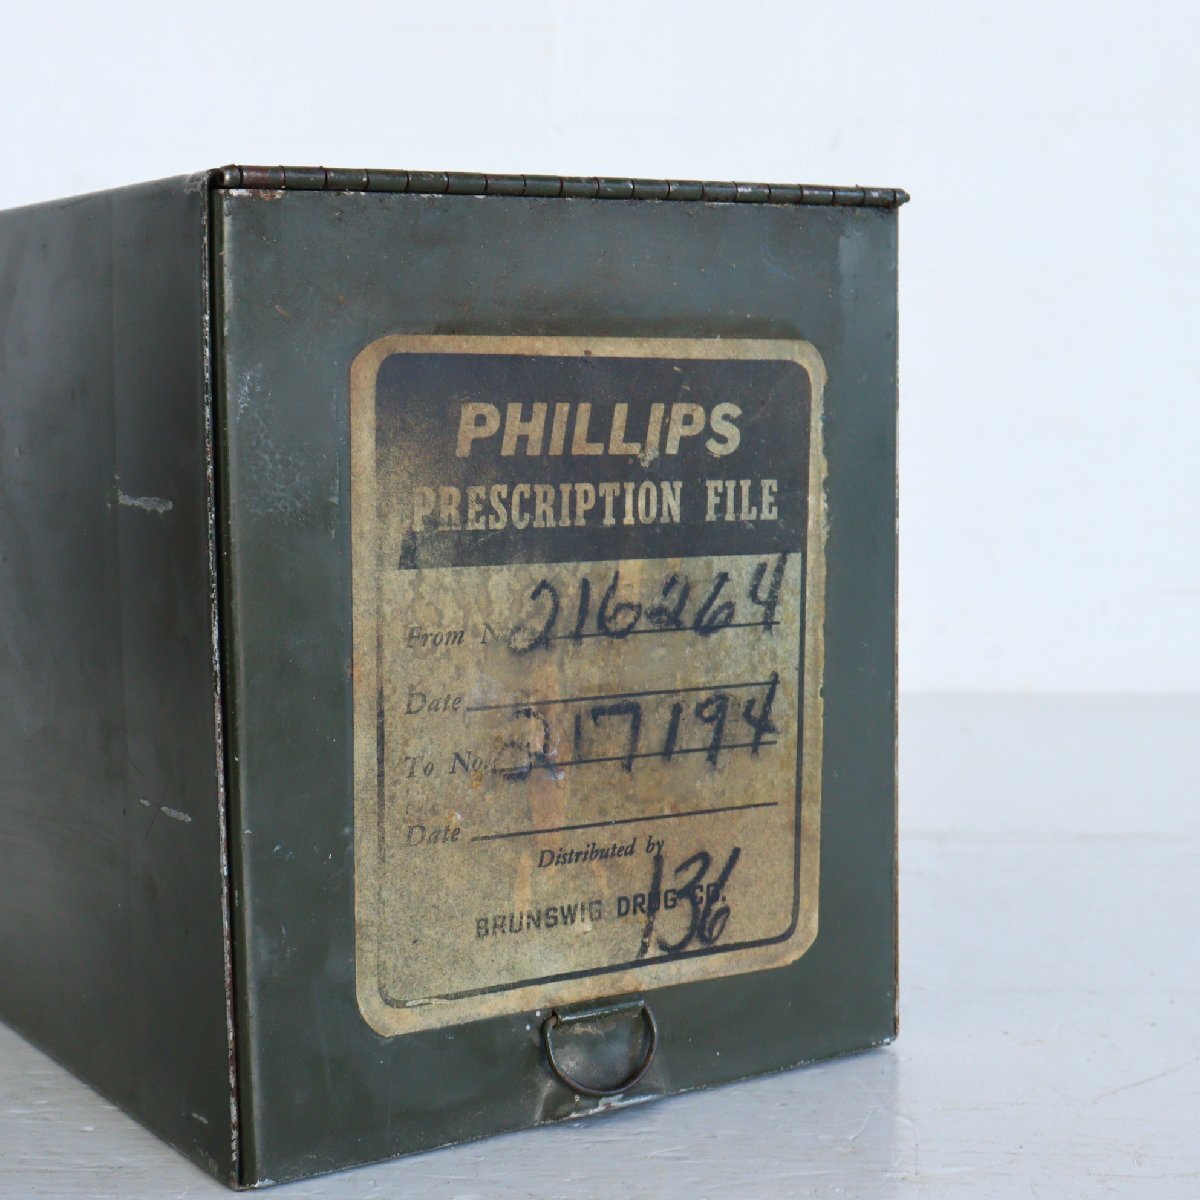 PHILLIPS
PRESCRIPTION FILE
From No. 216264
Date
To No. 217194
Date
Distributed by
BRUNSWIG DRUG CO.
136